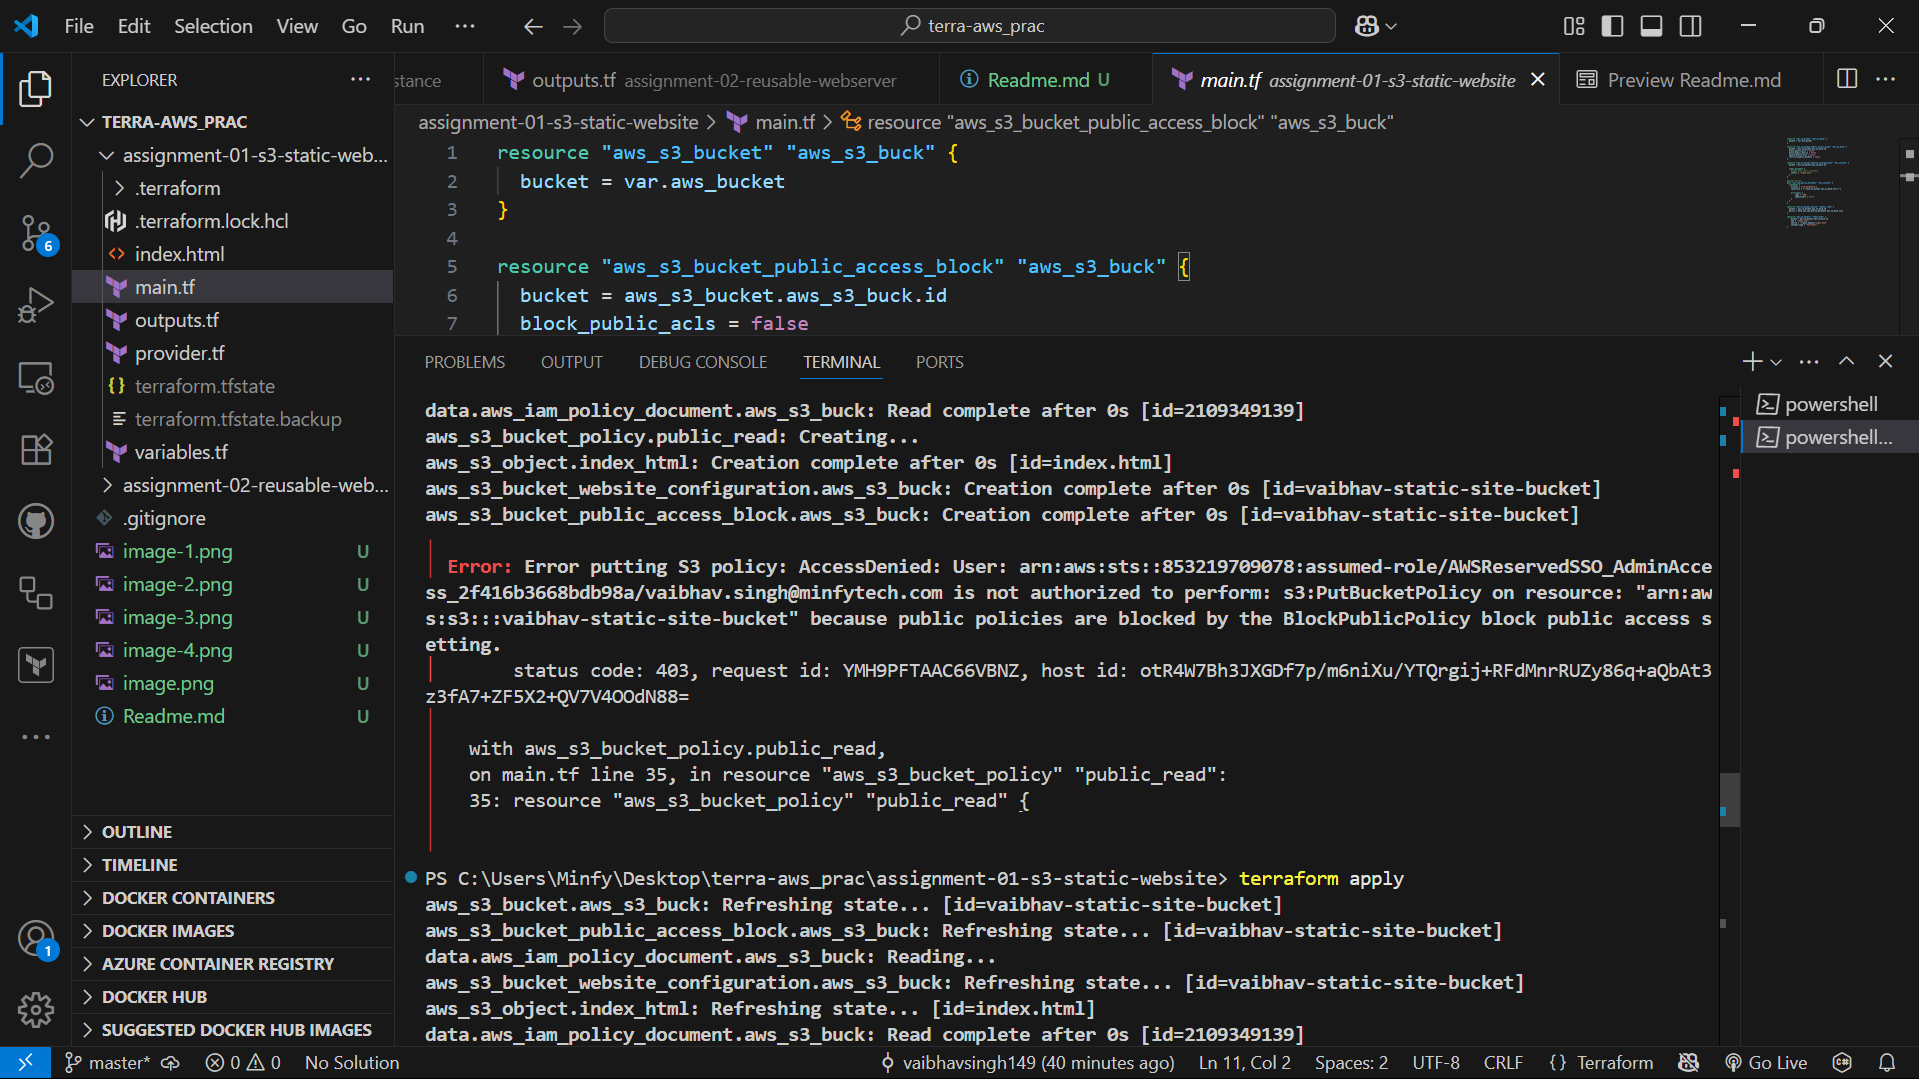 File Edit Selection View Go Run ··· terra-aws_prac
EXPLORER ···
TERRA-AWS_PRAC
assignment-01-s3-static-web...
.terraform
.terraform.lock.hcl
index.html
main.tf
outputs.tf
provider.tf
terraform.tfstate
terraform.tfstate.backup
variables.tf
assignment-02-reusable-web...
.gitignore
image-1.png U
image-2.png U
image-3.png U
image-4.png U
image.png U
Readme.md U
OUTLINE
TIMELINE
DOCKER CONTAINERS
DOCKER IMAGES
AZURE CONTAINER REGISTRY
DOCKER HUB
SUGGESTED DOCKER HUB IMAGES
6
1
stance outputs.tf assignment-02-reusable-webserver Readme.md U main.tf assignment-01-s3-static-website Preview Readme.md
assignment-01-s3-static-website > main.tf > resource "aws_s3_bucket_public_access_block" "aws_s3_buck"
1 resource "aws_s3_bucket" "aws_s3_buck" {
2 bucket = var.aws_bucket
3 }
4
5 resource "aws_s3_bucket_public_access_block" "aws_s3_buck" {
6 bucket = aws_s3_bucket.aws_s3_buck.id
7 block_public_acls = false
PROBLEMS OUTPUT DEBUG CONSOLE TERMINAL PORTS
powershell
powershell...
data.aws_iam_policy_document.aws_s3_buck: Read complete after 0s [id=2109349139]
aws_s3_bucket_policy.public_read: Creating...
aws_s3_object.index_html: Creation complete after 0s [id=index.html]
aws_s3_bucket_website_configuration.aws_s3_buck: Creation complete after 0s [id=vaibhav-static-site-bucket]
aws_s3_bucket_public_access_block.aws_s3_buck: Creation complete after 0s [id=vaibhav-static-site-bucket]
Error: Error putting S3 policy: AccessDenied: User: arn:aws:sts::853219709078:assumed-role/AWSReservedSSO_AdminAcce
ss_2f416b3668bdb98a/vaibhav.singh@minfytech.com is not authorized to perform: s3:PutBucketPolicy on resource: "arn:aw
s:s3:::vaibhav-static-site-bucket" because public policies are blocked by the BlockPublicPolicy block public access s
etting.
status code: 403, request id: YMH9PFTAAC66VBNZ, host id: otR4W7Bh3JXGDf7p/m6niXu/YTQrgij+RFdMnrRUZy86q+aQbAt3
z3fA7+ZF5X2+QV7V4OOdN88=
with aws_s3_bucket_policy.public_read,
on main.tf line 35, in resource "aws_s3_bucket_policy" "public_read":
35: resource "aws_s3_bucket_policy" "public_read" {
PS C:\Users\Minfy\Desktop\terra-aws_prac\assignment-01-s3-static-website> terraform apply
aws_s3_bucket.aws_s3_buck: Refreshing state... [id=vaibhav-static-site-bucket]
aws_s3_bucket_public_access_block.aws_s3_buck: Refreshing state... [id=vaibhav-static-site-bucket]
data.aws_iam_policy_document.aws_s3_buck: Reading...
aws_s3_bucket_website_configuration.aws_s3_buck: Refreshing state... [id=vaibhav-static-site-bucket]
aws_s3_object.index_html: Refreshing state... [id=index.html]
data.aws_iam_policy_document.aws_s3_buck: Read complete after 0s [id=2109349139]
master* 0 0 No Solution vaibhavsingh149 (40 minutes ago) Ln 11, Col 2 Spaces: 2 UTF-8 CRLF {} Terraform Go Live